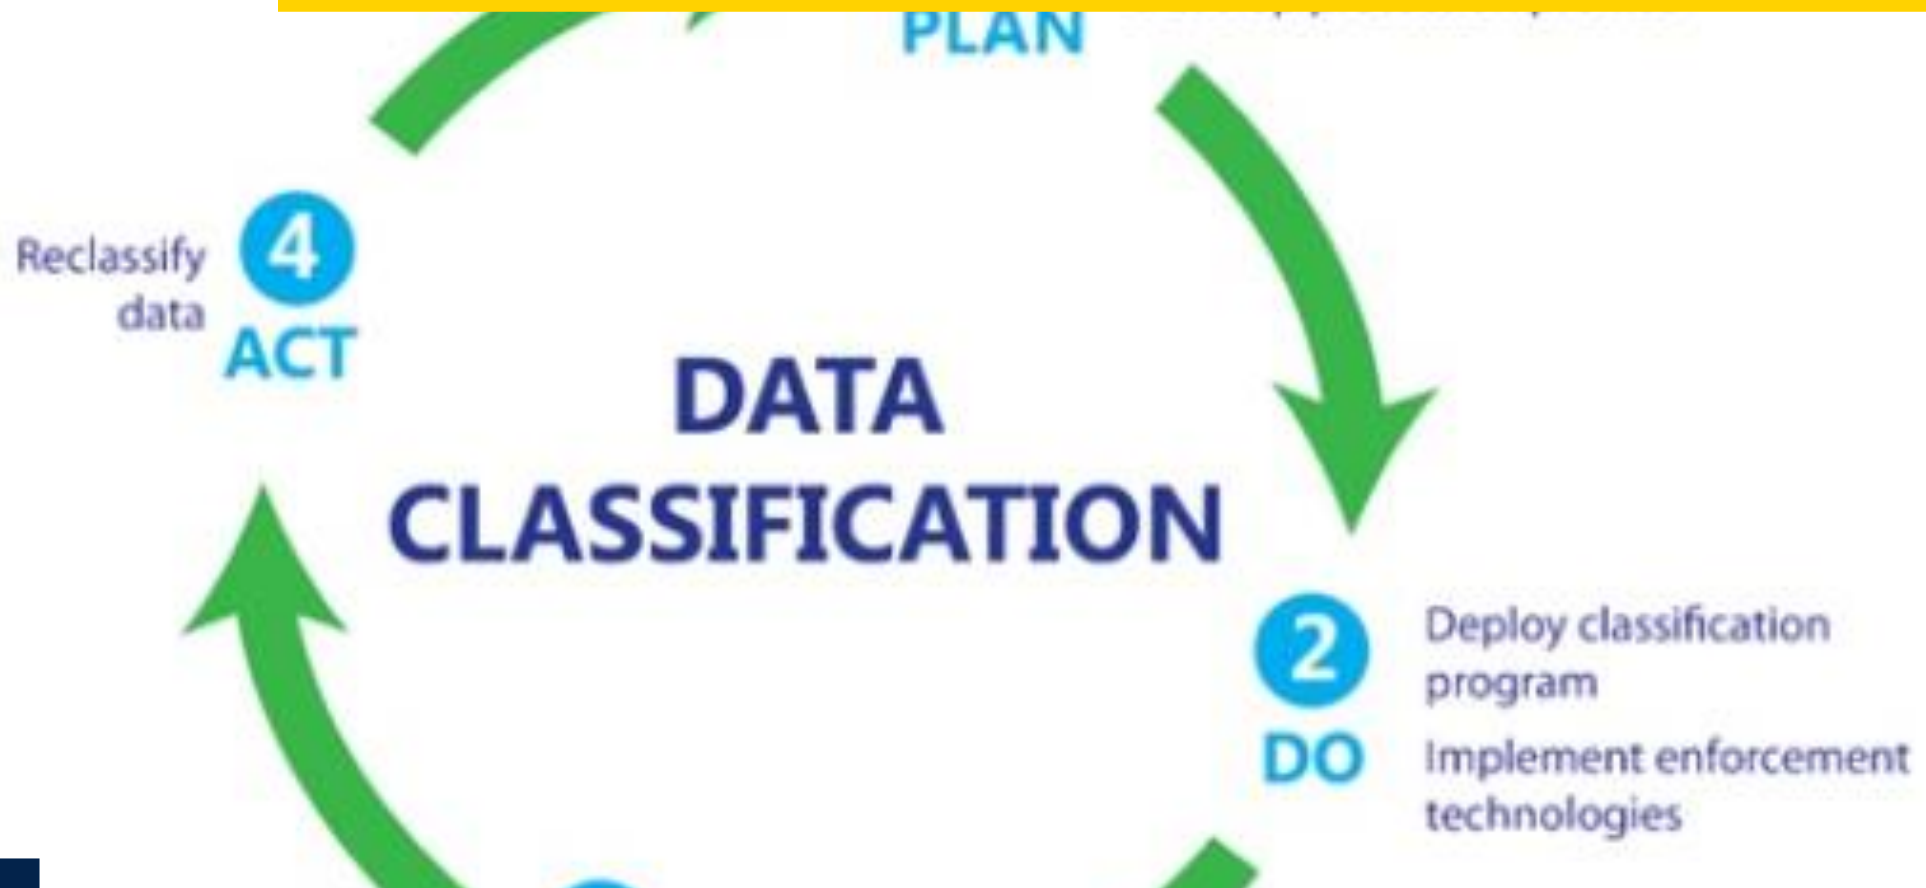 PLAN
4
Reclassify
data
ACT
DATA
CLASSIFICATION
2
Deploy classification
program
DO
Implement enforcement
technologies